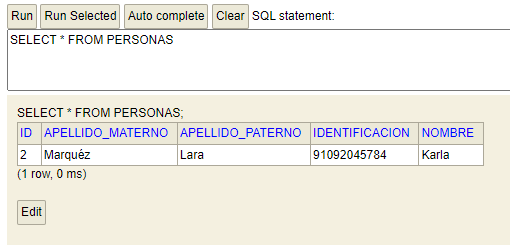 Run Run Selected Auto complete Clear SQL statement:
SELECT * FROM PERSONAS
SELECT * FROM PERSONAS;
ID APELLIDO_MATERNO APELLIDO_PATERNO IDENTIFICACION NOMBRE
2 Marquéz Lara 91092045784 Karla
(1 row, 0 ms)
Edit